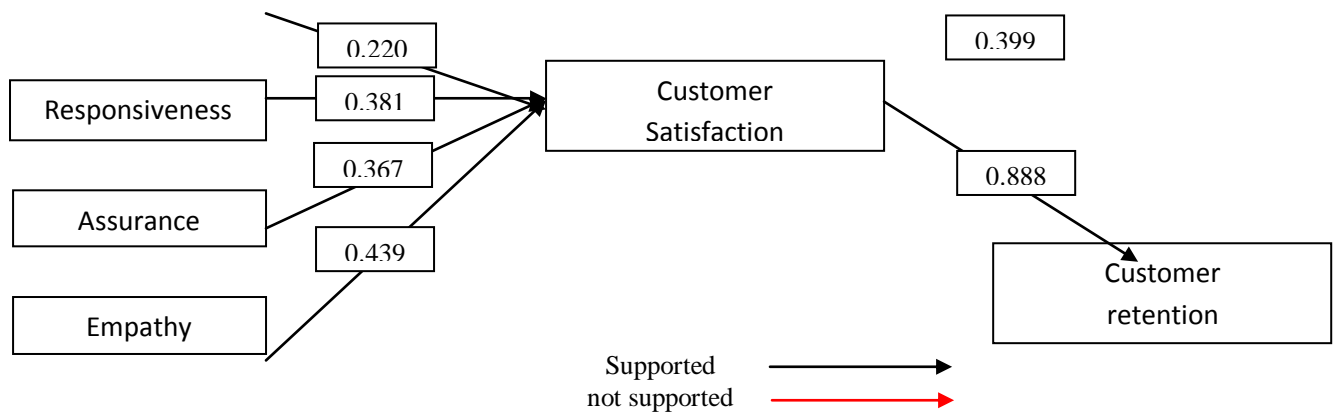 0.220
0.399
Responsiveness
0.381
Customer
Satisfaction
0.367
0.888
Assurance
0.439
Customer
retention
Empathy
Supported
not supported